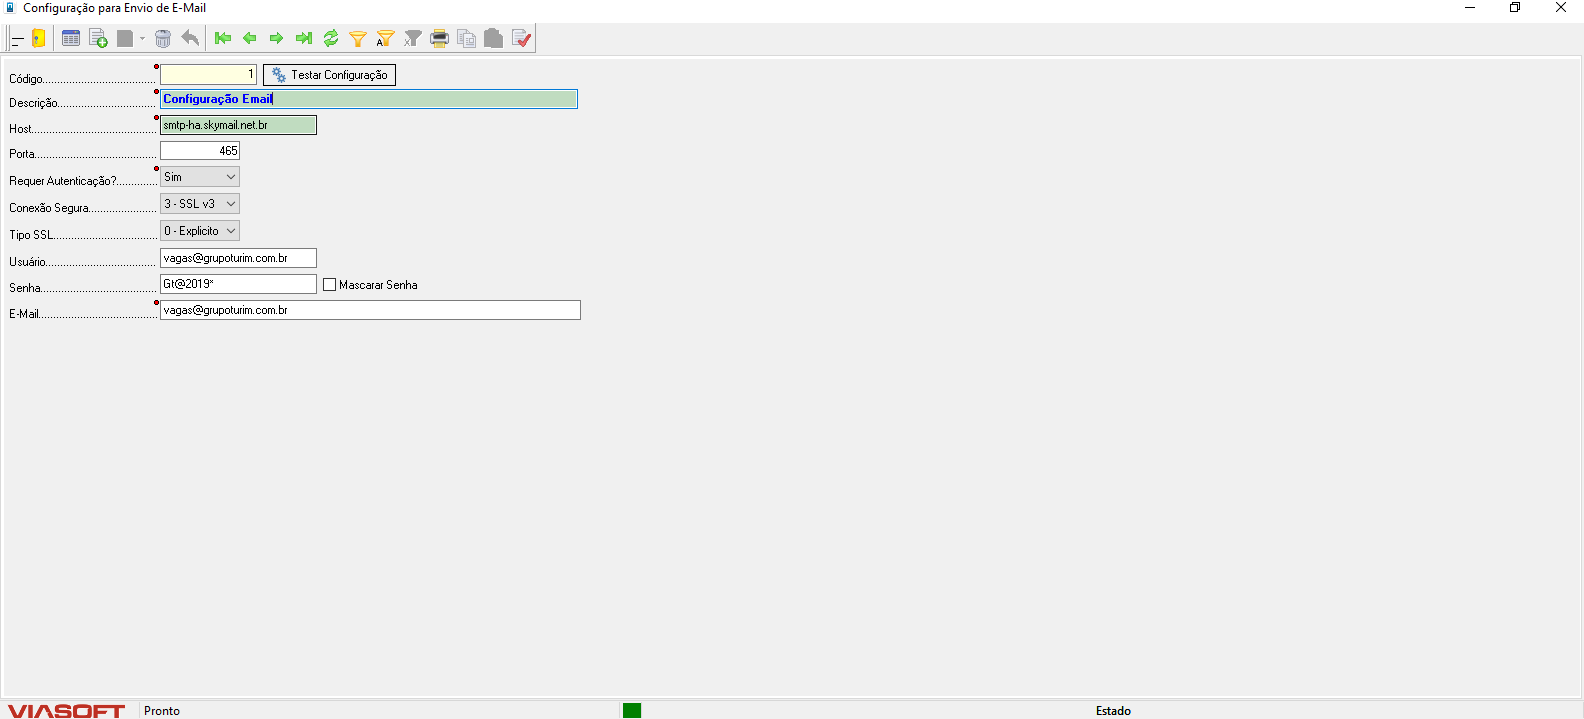 Configuração para Envio de E-Mail
Código 1 Testar Configuração
Descrição Configuração Email
Host smtp-ha.skymail.net.br
Porta 465
Requer Autenticação? Sim
Conexão Segura 3 - SSL v3
Tipo SSL 0 - Explicito
Usuário vagas@grupoturim.com.br
Senha Gt@2019* Mascarar Senha
E-Mail vagas@grupoturim.com.br
VIASOFT Pronto Estado